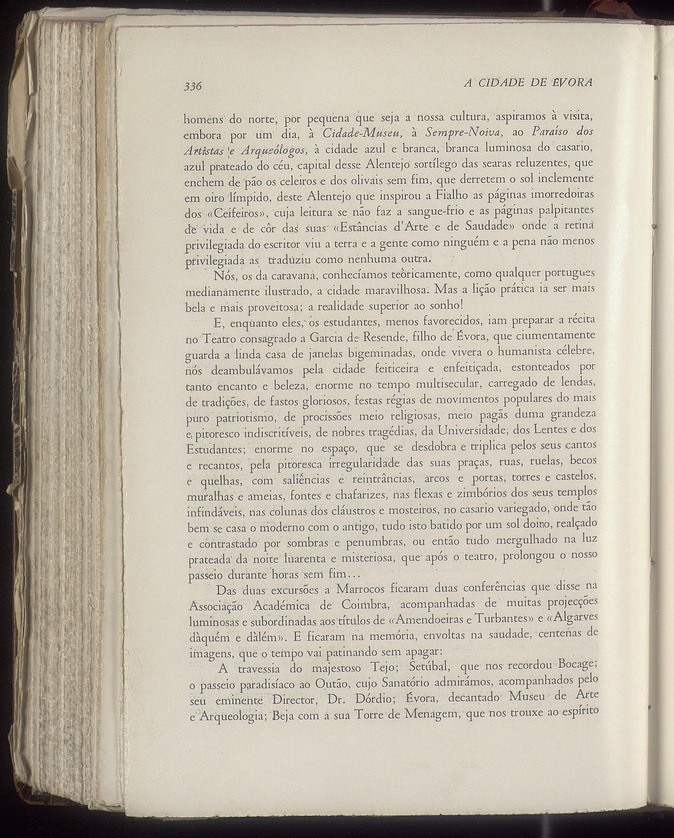 336
A CIDADE DE ÉVORA
homens do norte, por pequena que seja a nossa cultura, aspiramos à visita,
embora por um dia, à Cidade-Museu, à Sempre-Noiva, ao Paraíso dos
Artistas e Arqueólogos, à cidade azul e branca, branca luminosa do casario,
azul prateado do céu, capital desse Alentejo sortílego das searas reluzentes, que
enchem de pão os celeiros e dos olivais sem fim, que derretem o sol inclemente
em oiro límpido, deste Alentejo que inspirou a Fialho as páginas imorredoiras
dos «Ceifeiros», cuja leitura se não faz a sangue-frio e as páginas palpitantes
de vida e de côr das suas «Estâncias d'Arte e de Saudade» onde a retina
privilegiada do escritor viu a terra e a gente como ninguém e a pena não menos
privilegiada as traduziu como nenhuma outra.
Nós, os da caravana, conhecíamos teòricamente, como qualquer português
medianamente ilustrado, a cidade maravilhosa. Mas a lição prática ia ser mais
bela e mais proveitosa; a realidade superior ao sonho!
E, enquanto eles, os estudantes, menos favorecidos, iam preparar a récita
no Teatro consagrado a Garcia de Resende, filho de Évora, que ciumentamente
guarda a linda casa de janelas bigeminadas, onde vivera o humanista célebre,
nós deambulávamos pela cidade feiticeira e enfeitiçada, estonteados por
tanto encanto e beleza, enorme no tempo multisecular, carregado de lendas,
de tradições, de fastos gloriosos, festas régias de movimentos populares do mais
puro patriotismo, de procissões meio religiosas, meio pagãs duma grandeza
e pitoresco indiscritíveis, de nobres tragédias, da Universidade, dos Lentes e dos
Estudantes; enorme no espaço, que se desdobra e triplica pelos seus cantos
e recantos, pela pitoresca irregularidade das suas praças, ruas, ruelas, becos
e quelhas, com saliências e reintrâncias, arcos e portas, torres e castelos,
muralhas e ameias, fontes e chafarizes, nas flexas e zimbórios dos seus templos
infindáveis, nas colunas dos cláustros e mosteiros, no casario variegado, onde tão
bem se casa o moderno com o antigo, tudo isto batido por um sol doiro, realçado
e contrastado por sombras e penumbras, ou então tudo mergulhado na luz
prateada da noite luarenta e misteriosa, que após o teatro, prolongou o nosso
passeio durante horas sem fim...
Das duas excursões a Marrocos ficaram duas conferências que disse na
Associação Académica de Coimbra, acompanhadas de muitas projecções
luminosas e subordinadas aos títulos de «Amendoeiras e Turbantes» e «Algarves
dàquém e dàlém». E ficaram na memória, envoltas na saudade, centenas de
imagens, que o tempo vai patinando sem apagar:
A travessia do majestoso Tejo; Setúbal, que nos recordou Bocage;
o passeio paradisíaco ao Outão, cujo Sanatório admirámos, acompanhados pelo
seu eminente Director, Dr. Dórdio; Évora, decantado Museu de Arte
e Arqueologia; Beja com a sua Torre de Menagem, que nos trouxe ao espírito